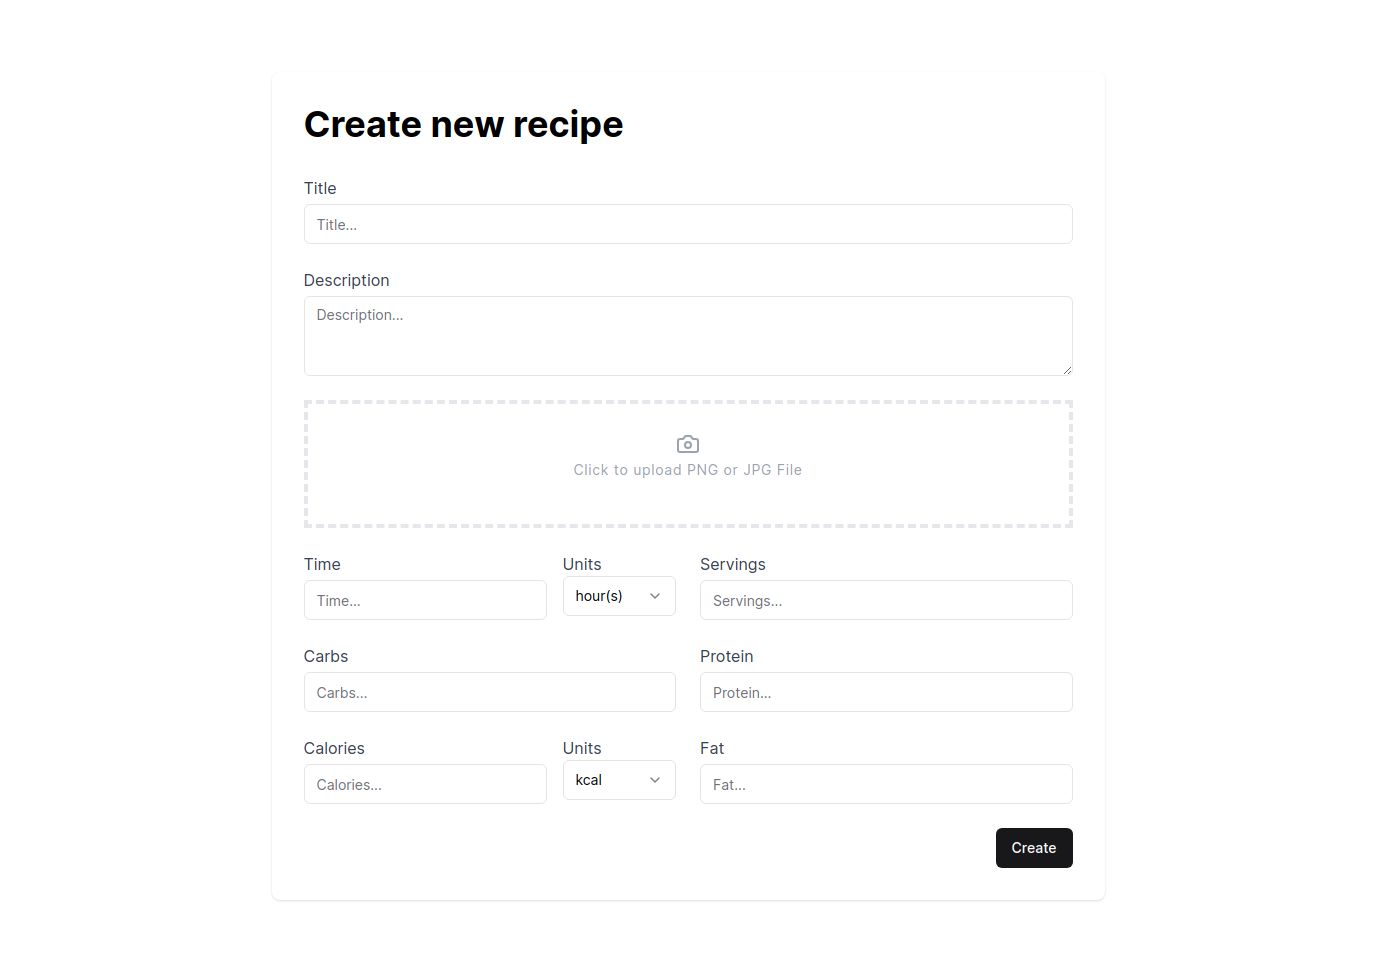 Create new recipe
Title
Title...
Description
Description...
Click to upload PNG or JPG File
Time Units Servings
Time... hour(s) Servings...
Carbs Protein
Carbs... Protein...
Calories Units Fat
Calories... kcal Fat...
Create